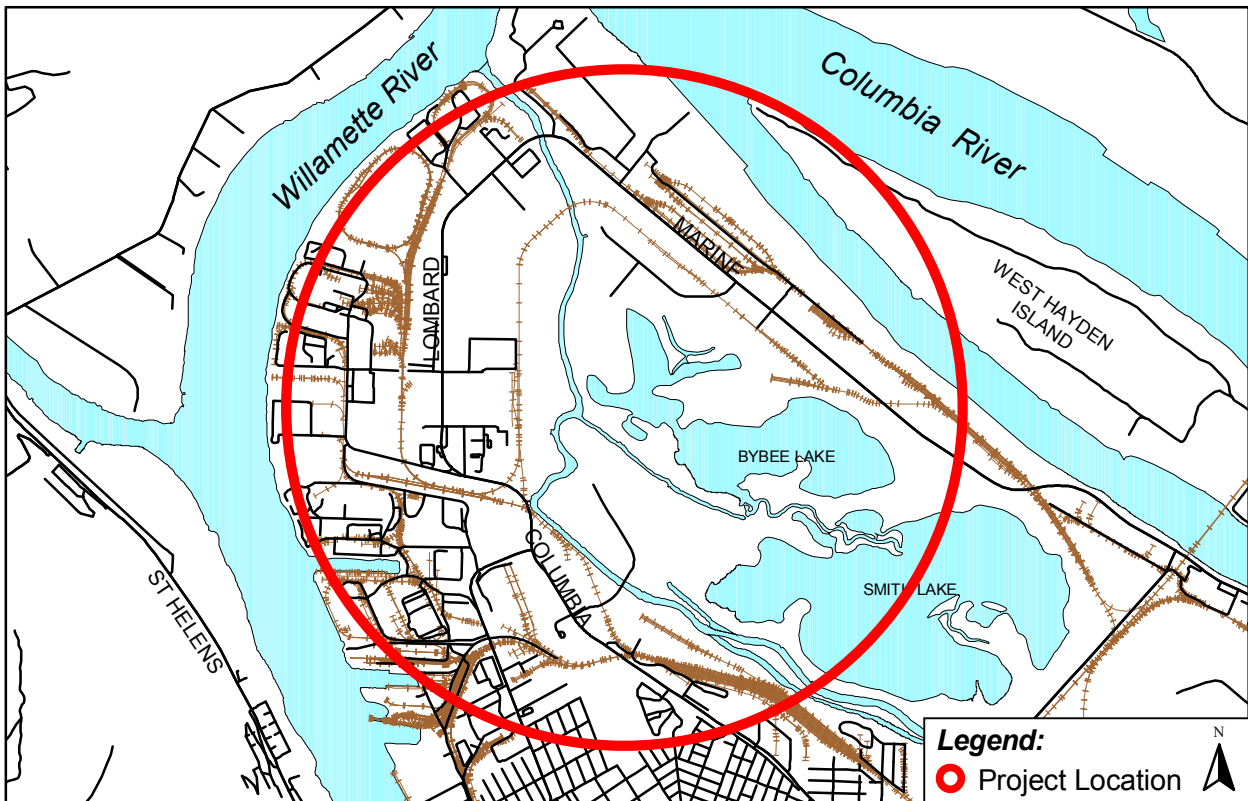 Willamette River
Columbia River
MARINE
LOMBARD
WEST HAYDEN
ISLAND
BYBEE LAKE
COLUMBIA
SMITH LAKE
ST HELENS
Legend:
Project Location
N